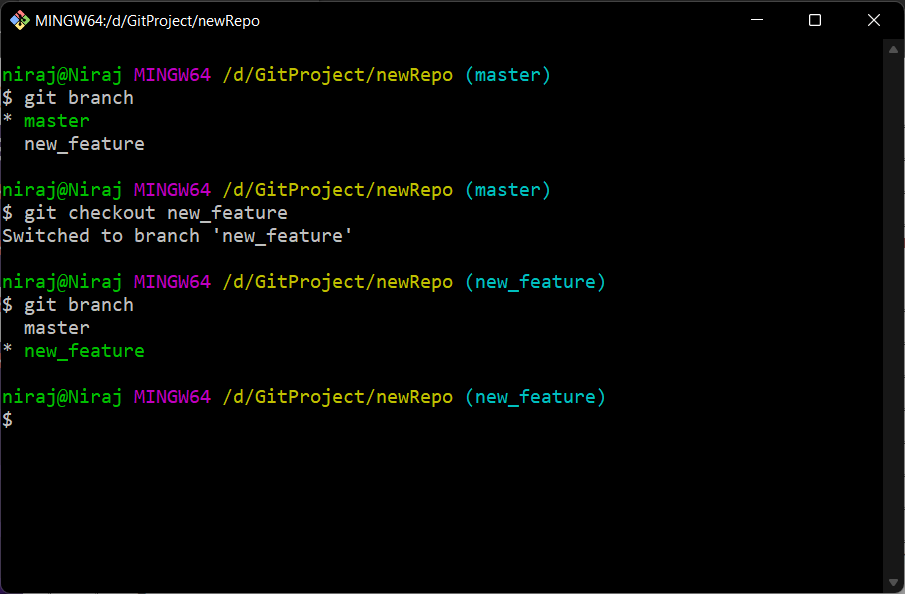 MINGW64:/d/GitProject/newRepo
niraj@Niraj MINGW64 /d/GitProject/newRepo (master)
$ git branch
* master
  new_feature
niraj@Niraj MINGW64 /d/GitProject/newRepo (master)
$ git checkout new_feature
Switched to branch 'new_feature'
niraj@Niraj MINGW64 /d/GitProject/newRepo (new_feature)
$ git branch
  master
* new_feature
niraj@Niraj MINGW64 /d/GitProject/newRepo (new_feature)
$